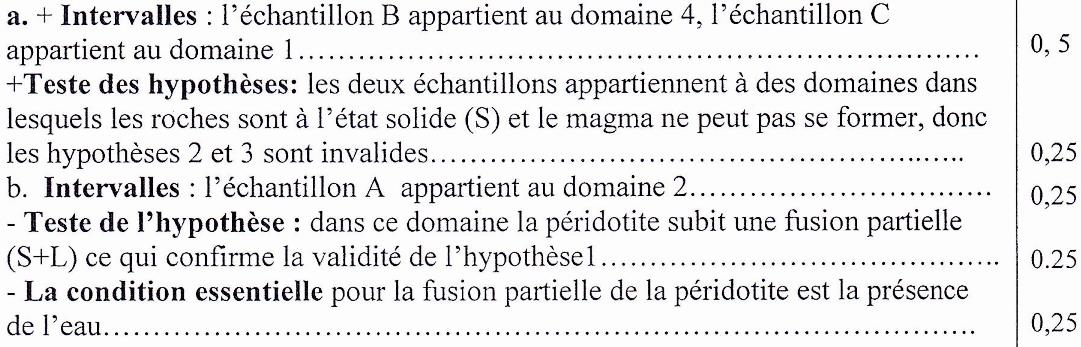 a. + Intervalles : l'échantillon B appartient au domaine 4, l'échantillon C
appartient au domaine 1.................................................................... 0, 5
+Teste des hypothèses: les deux échantillons appartiennent à des domaines dans
lesquels les roches sont à l'état solide (S) et le magma ne peut pas se former, donc
les hypothèses 2 et 3 sont invalides...................................................... 0,25
b. Intervalles : l'échantillon A appartient au domaine 2.............................. 0,25
- Teste de l'hypothèse : dans ce domaine la péridotite subit une fusion partielle
(S+L) ce qui confirme la validité de l'hypothèse1........................................ 0.25
- La condition essentielle pour la fusion partielle de la péridotite est la présence
de l'eau....................................................................................... 0,25